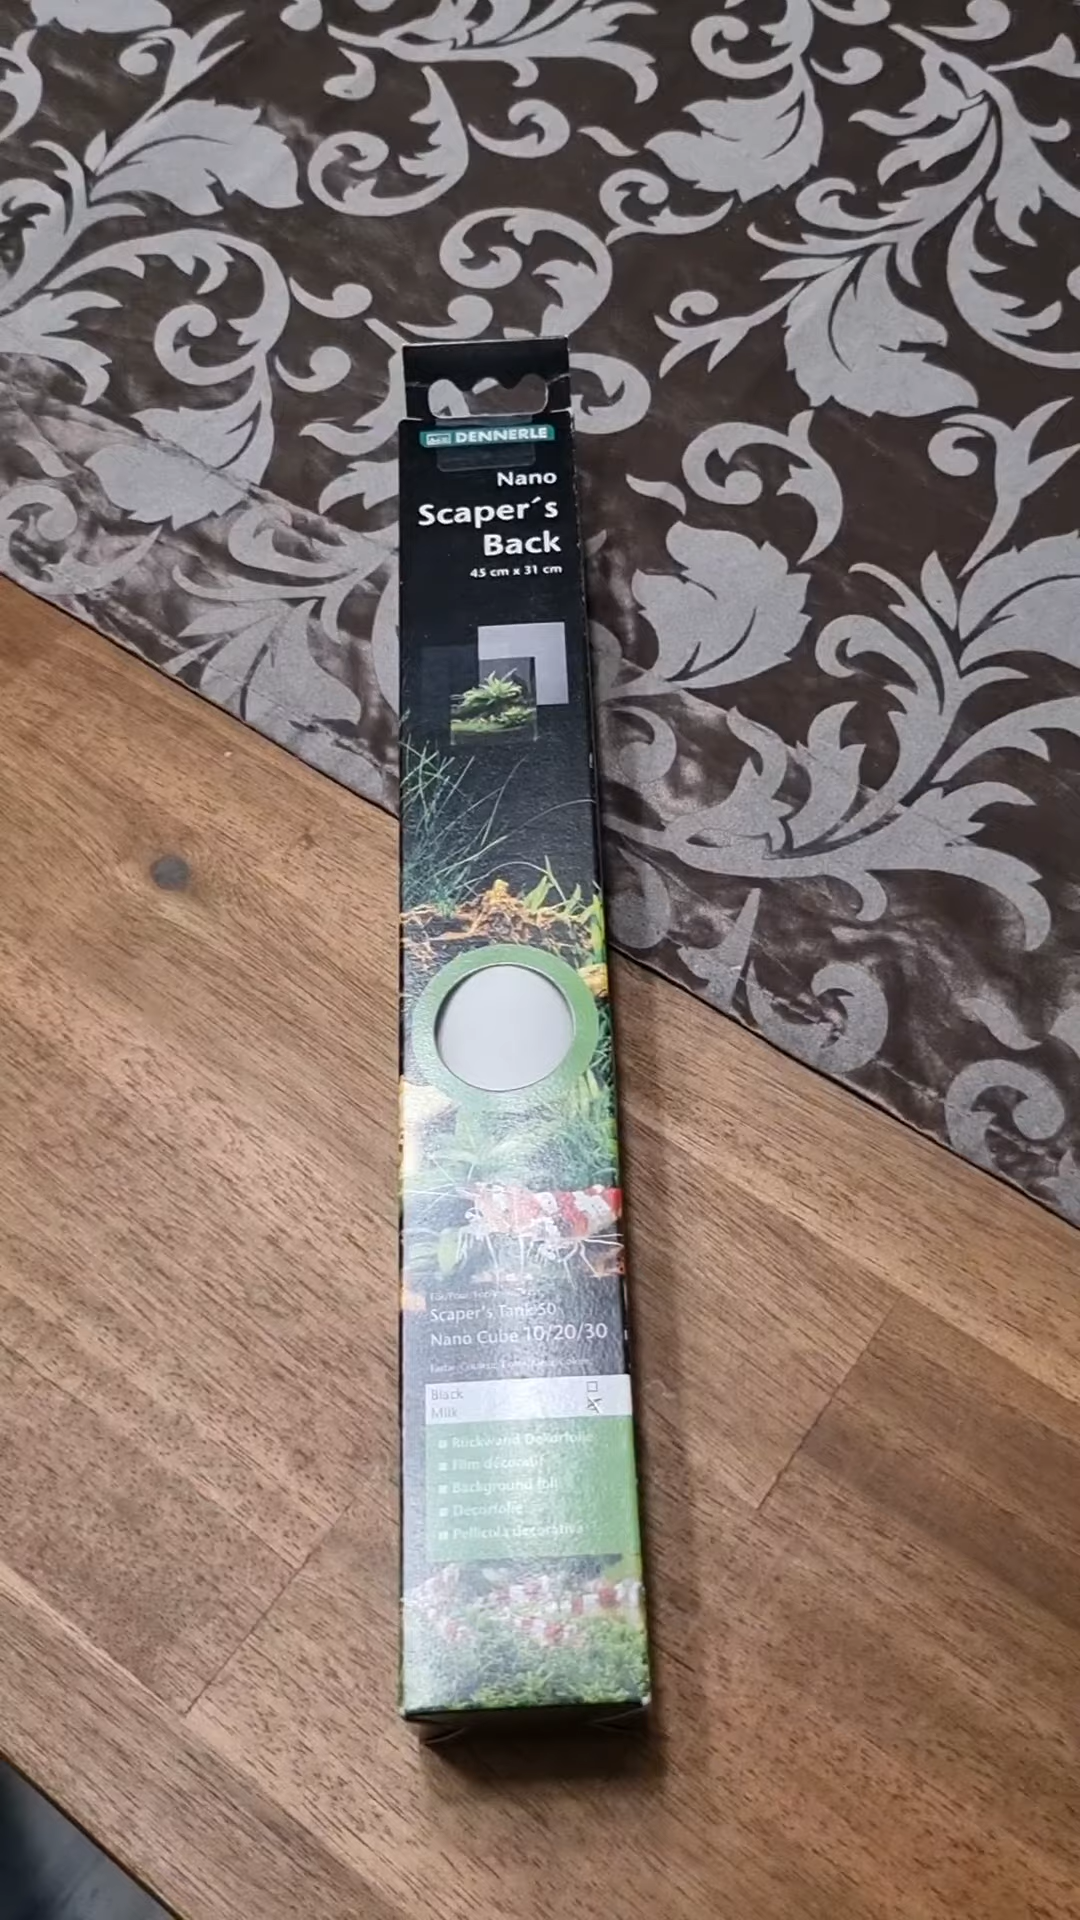 DENNERLE
Nano
Scaper´s
Back
45 cm x 31 cm
Scaper's Tank 50
Nano Cube 10/20/30
Black
Milk
Rückwand Dekorfolie
Film décoratif
Background foil
Decorfolie
Pellicola decorativa